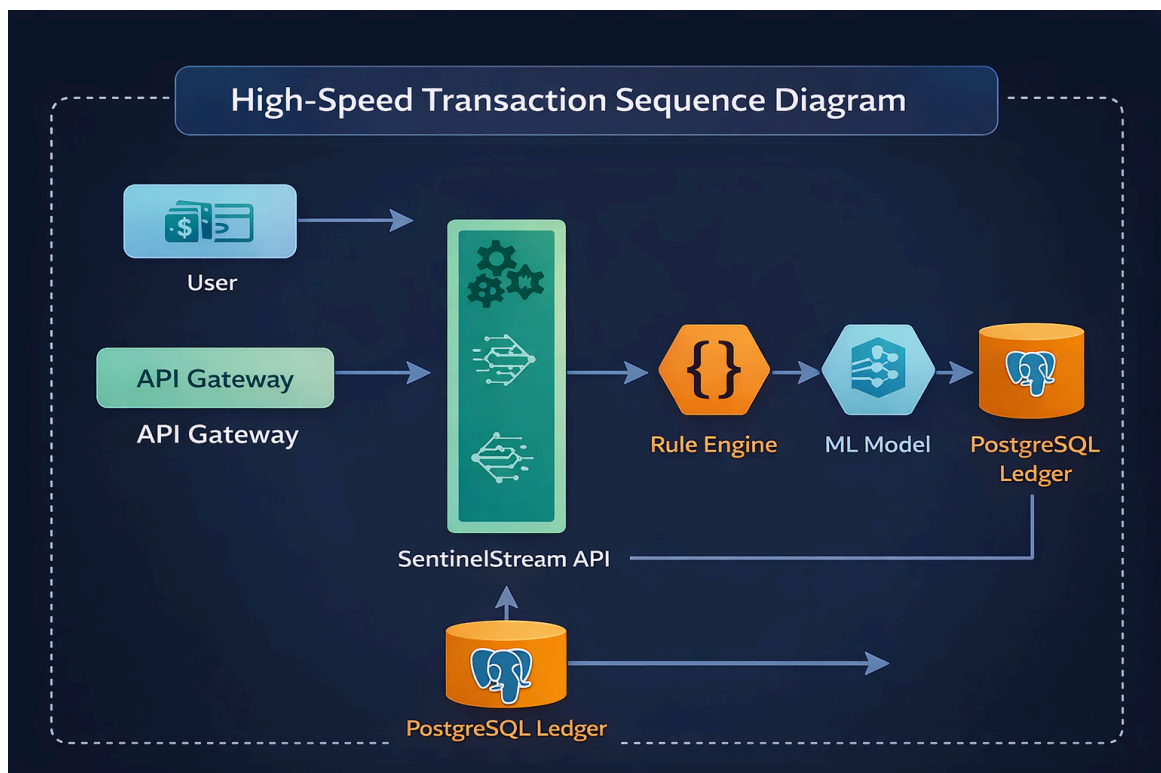 High-Speed Transaction Sequence Diagram
$
User
API Gateway
API Gateway
{}
Rule Engine
ML Model
PostgreSQL
Ledger
SentinelStream API
PostgreSQL Ledger